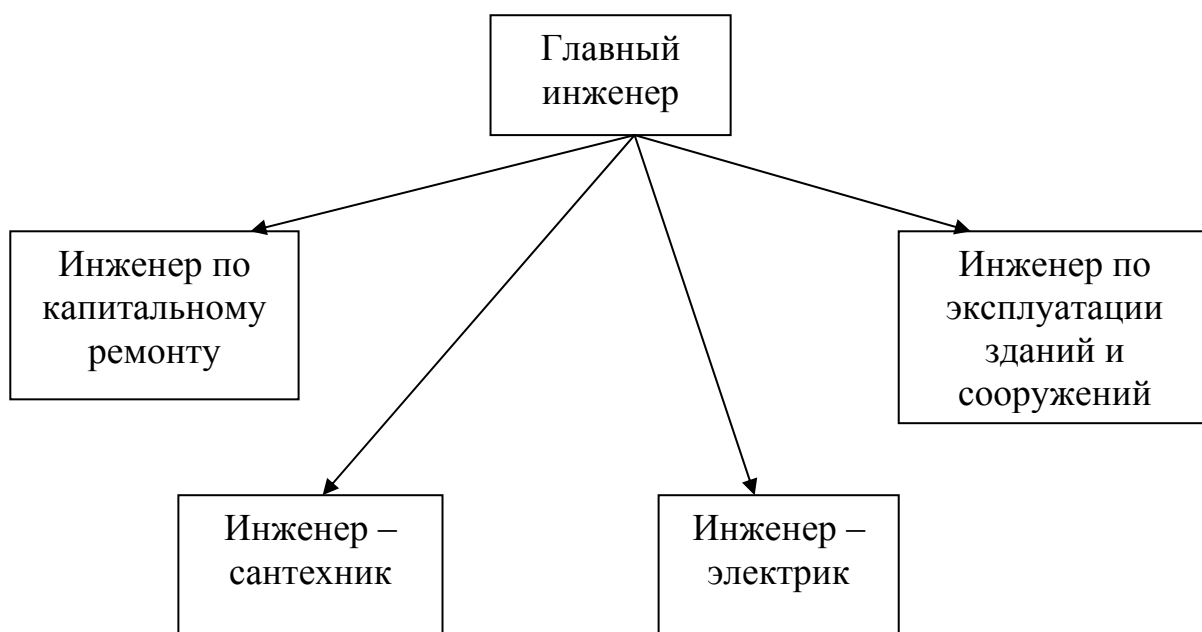 Главный
инженер
Инженер по
капитальному
ремонту
Инженер по
эксплуатации
зданий и
сооружений
Инженер –
сантехник
Инженер –
электрик